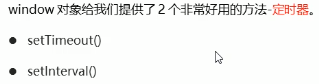 window 对象给我们提供了 2 个非常好用的方法-定时器。
● setTimeout()
● setInterval()